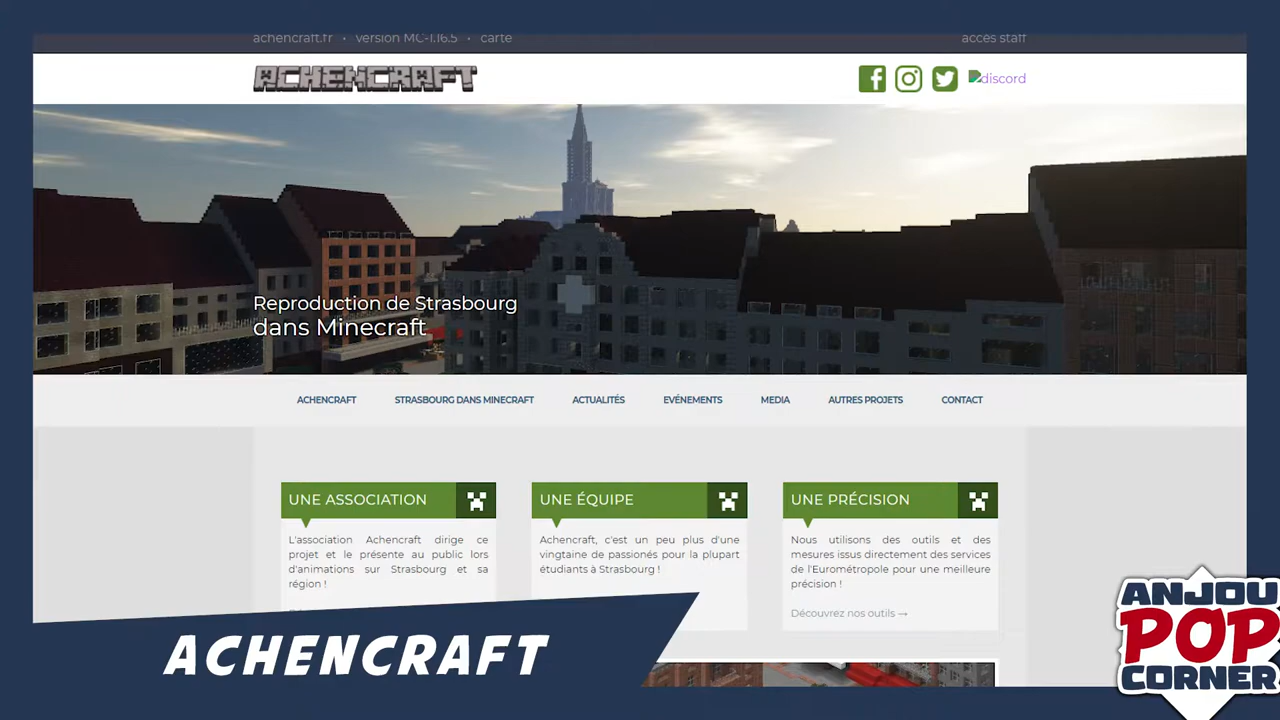 achencraft.fr • version MC-1.16.5 • carte
accès staff
ACHENCRAFT
discord
Reproduction de Strasbourg
dans Minecraft
ACHENCRAFT STRASBOURG DANS MINECRAFT ACTUALITÉS EVÉNEMENTS MEDIA AUTRES PROJETS CONTACT
UNE ASSOCIATION
L'association Achencraft dirige ce
projet et le présente au public lors
d'animations sur Strasbourg et sa
région !
UNE ÉQUIPE
Achencraft, c'est un peu plus d'une
vingtaine de passionés pour la plupart
étudiants à Strasbourg !
UNE PRÉCISION
Nous utilisons des outils et des
mesures issus directement des services
de l'Eurométropole pour une meilleure
précision !
Découvrez nos outils →
ACHENCRAFT
ANJOU
POP
CORNER